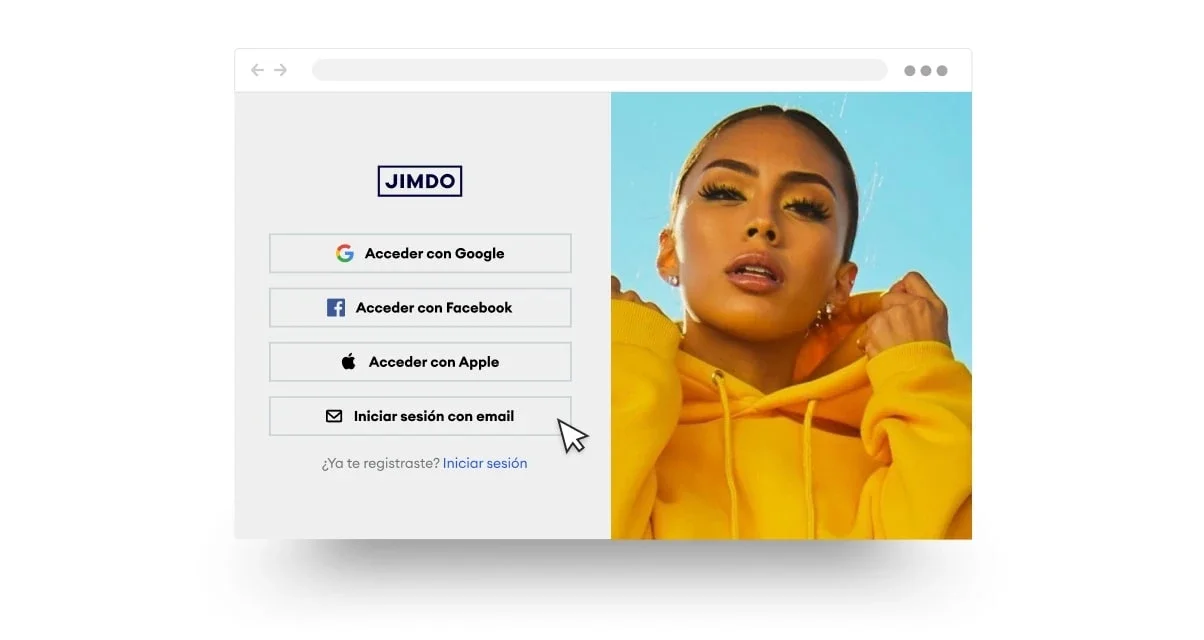 JIMDO
Acceder con Google
Acceder con Facebook
Acceder con Apple
Iniciar sesión con email
¿Ya te registraste? Iniciar sesión